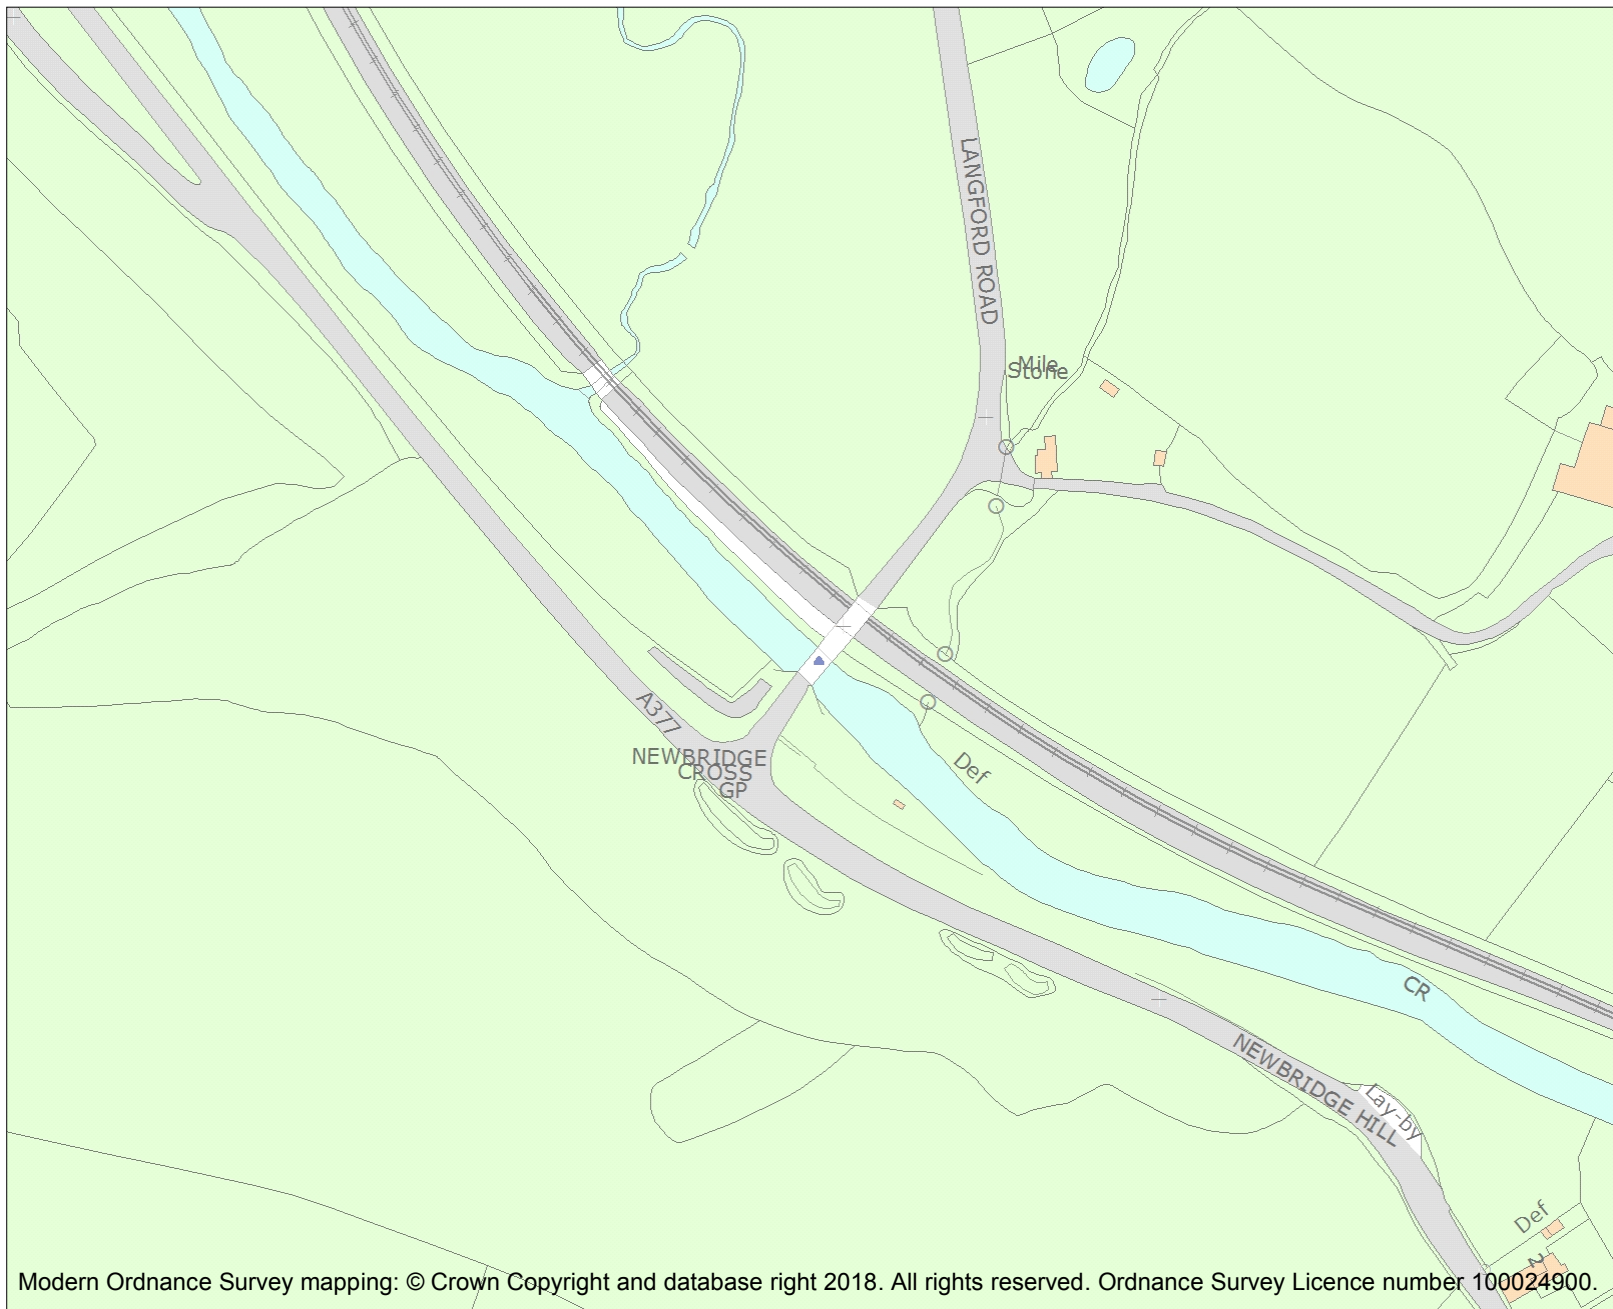 LANGFORD ROAD
Mile
Stone
A377
NEWBRIDGE
CROSS
GP
Def
CR
NEWBRIDGE HILL
Lay-by
Def
Modern Ordnance Survey mapping: © Crown Copyright and database right 2018. All rights reserved. Ordnance Survey Licence number 100024900.